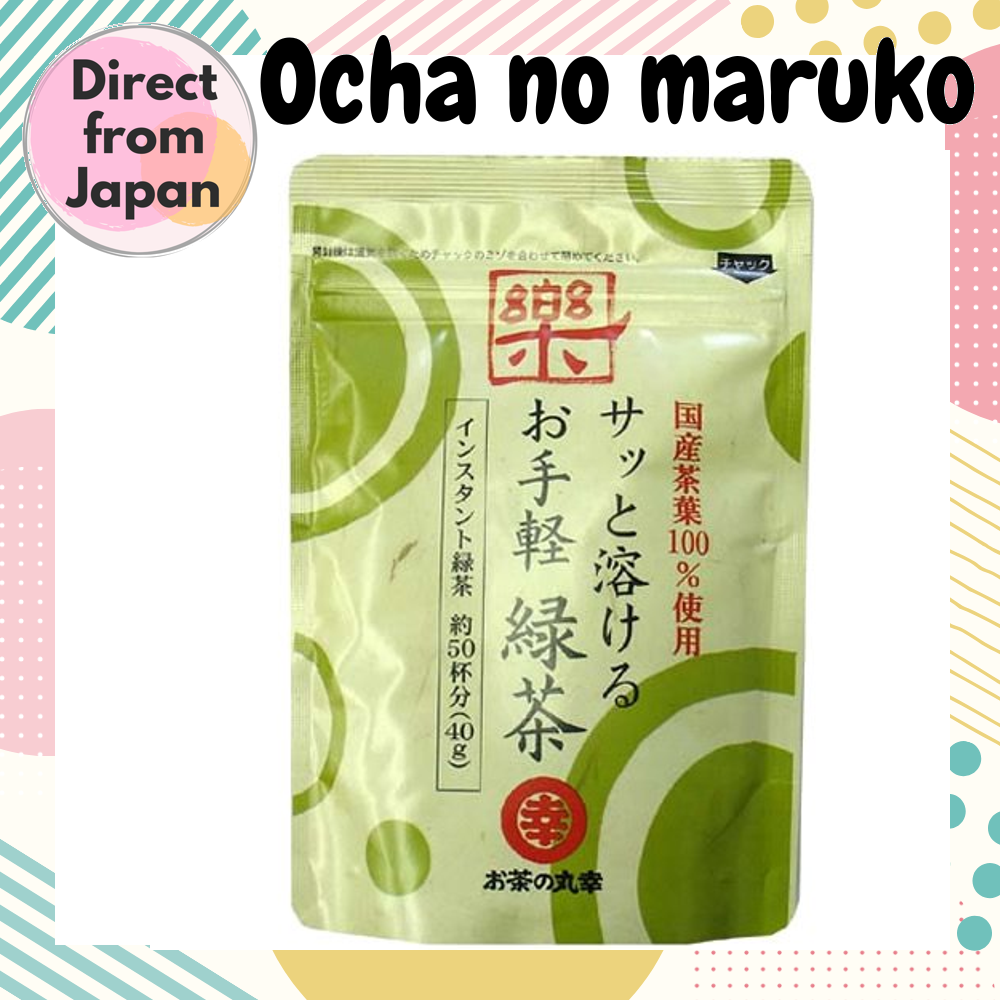 Direct
from
Japan
Ocha no maruko
チャック
樂
国産茶葉100%使用
サッと溶ける
お手軽 緑茶
インスタント緑茶 約50杯分(40g)
幸
お茶の丸幸